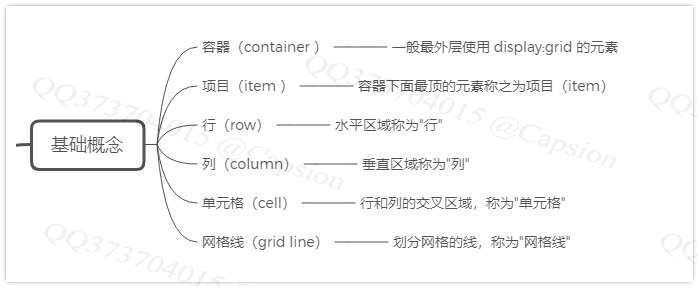 基础概念
容器（container ） 一般最外层使用 display:grid 的元素
项目（item ） 容器下面最顶的元素称之为项目（item）
行（row） 水平区域称为"行"
列（column） 垂直区域称为"列"
单元格（cell） 行和列的交叉区域，称为"单元格"
网格线（grid line） 划分网格的线，称为"网格线"
QQ373704015 @Capsion
QQ373704015 @Capsion
QQ373704015 @Capsion